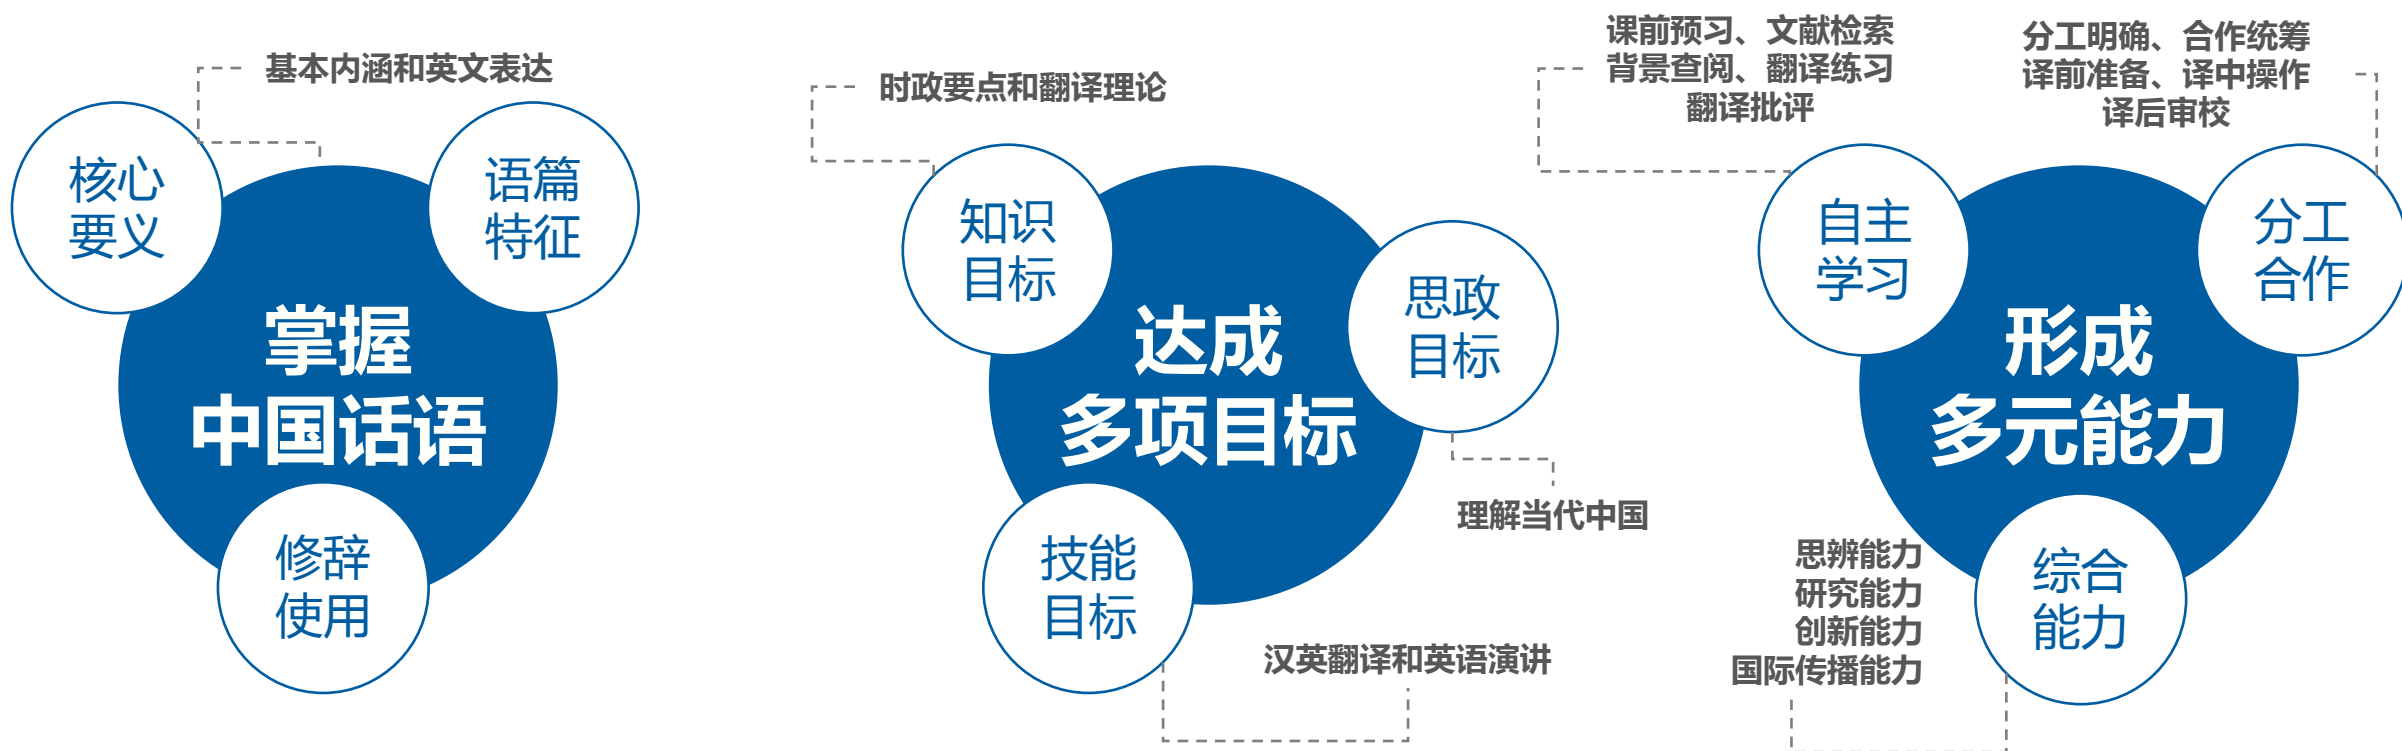 基本内涵和英文表达
核心
要义
语篇
特征
掌握
中国话语
修辞
使用
时政要点和翻译理论
知识
目标
思政
目标
达成
多项目标
理解当代中国
技能
目标
汉英翻译和英语演讲
课前预习、文献检索
背景查阅、翻译练习
翻译批评
分工明确、合作统筹
译前准备、译中操作
译后审校
自主
学习
分工
合作
形成
多元能力
思辨能力
研究能力
创新能力
国际传播能力
综合
能力